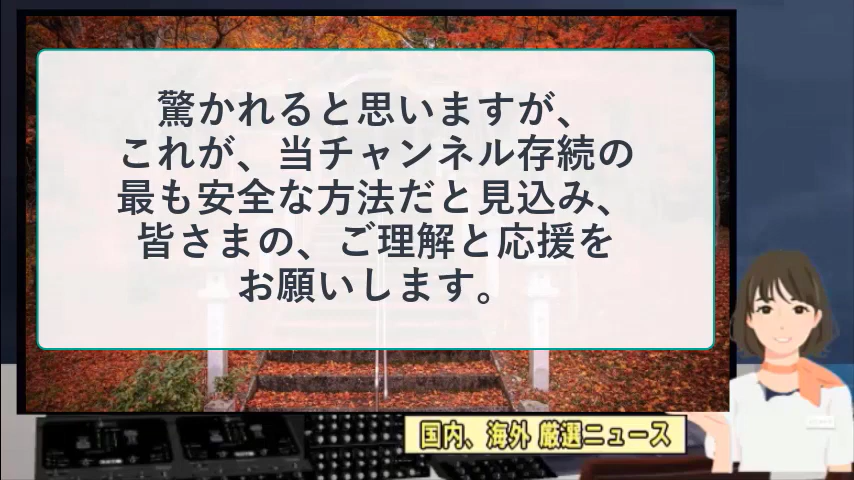 驚かれると思いますが、
これが、当チャンネル存続の
最も安全な方法だと見込み、
皆さまの、ご理解と応援を
お願いします。
国内、海外 厳選ニュース